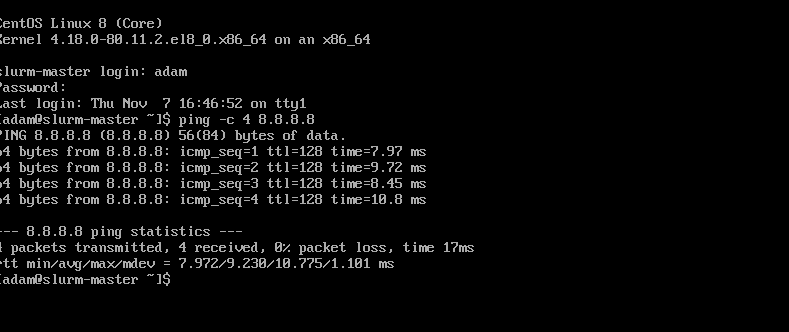 CentOS Linux 8 (Core)
Kernel 4.18.0-80.11.2.el8_0.x86_64 on an x86_64
slurm-master login: adam
Password:
Last login: Thu Nov  7 16:46:52 on tty1
[adam@slurm-master ~]$ ping -c 4 8.8.8.8
PING 8.8.8.8 (8.8.8.8) 56(84) bytes of data.
64 bytes from 8.8.8.8: icmp_seq=1 ttl=128 time=7.97 ms
64 bytes from 8.8.8.8: icmp_seq=2 ttl=128 time=9.72 ms
64 bytes from 8.8.8.8: icmp_seq=3 ttl=128 time=8.45 ms
64 bytes from 8.8.8.8: icmp_seq=4 ttl=128 time=10.8 ms
--- 8.8.8.8 ping statistics ---
4 packets transmitted, 4 received, 0% packet loss, time 17ms
rtt min/avg/max/mdev = 7.972/9.230/10.775/1.101 ms
[adam@slurm-master ~]$